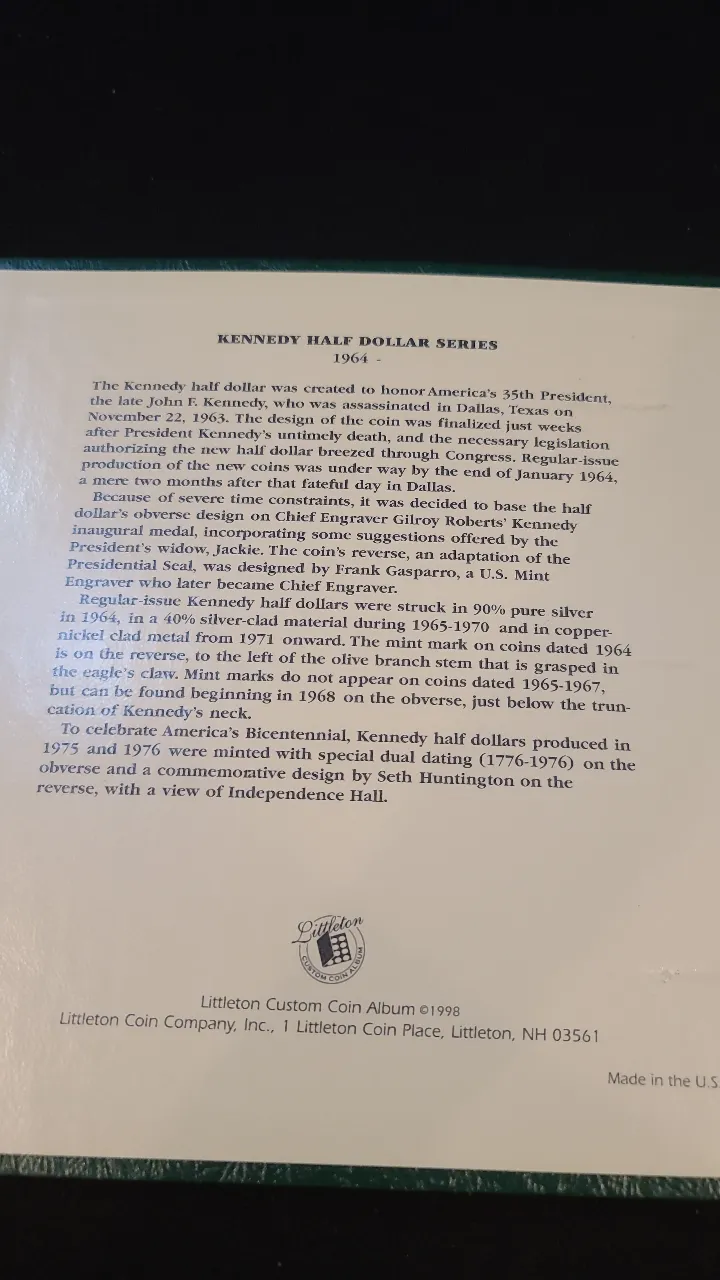 KENNEDY HALF DOLLAR SERIES
1964 -
The Kennedy half dollar was created to honor America's 35th President,
the late John F. Kennedy, who was assassinated in Dallas, Texas on
November 22, 1963. The design of the coin was finalized just weeks
after President Kennedy's untimely death, and the necessary legislation
authorizing the new half dollar breezed through Congress. Regular-issue
production of the new coins was under way by the end of January 1964,
a mere two months after that fateful day in Dallas.
Because of severe time constraints, it was decided to base the half
dollar's obverse design on Chief Engraver Gilroy Roberts' Kennedy
inaugural medal, incorporating some suggestions offered by the
President's widow, Jackie. The coin's reverse, an adaptation of the
Presidential Seal, was designed by Frank Gasparro, a U.S. Mint
Engraver who later became Chief Engraver.
Regular-issue Kennedy half dollars were struck in 90% pure silver
in 1964, in a 40% silver-clad material during 1965-1970 and in copper-
nickel clad metal from 1971 onward. The mint mark on coins dated 1964
is on the reverse, to the left of the olive branch stem that is grasped in
the eagle's claw. Mint marks do not appear on coins dated 1965-1967,
but can be found beginning in 1968 on the obverse, just below the trun-
cation of Kennedy's neck.
To celebrate America's Bicentennial, Kennedy half dollars produced in
1975 and 1976 were minted with special dual dating (1776-1976) on the
obverse and a commemorative design by Seth Huntington on the
reverse, with a view of Independence Hall.
Littleton
CUSTOM COIN ALBUM
Littleton Custom Coin Album ©1998
Littleton Coin Company, Inc., 1 Littleton Coin Place, Littleton, NH 03561
Made in the U.S.